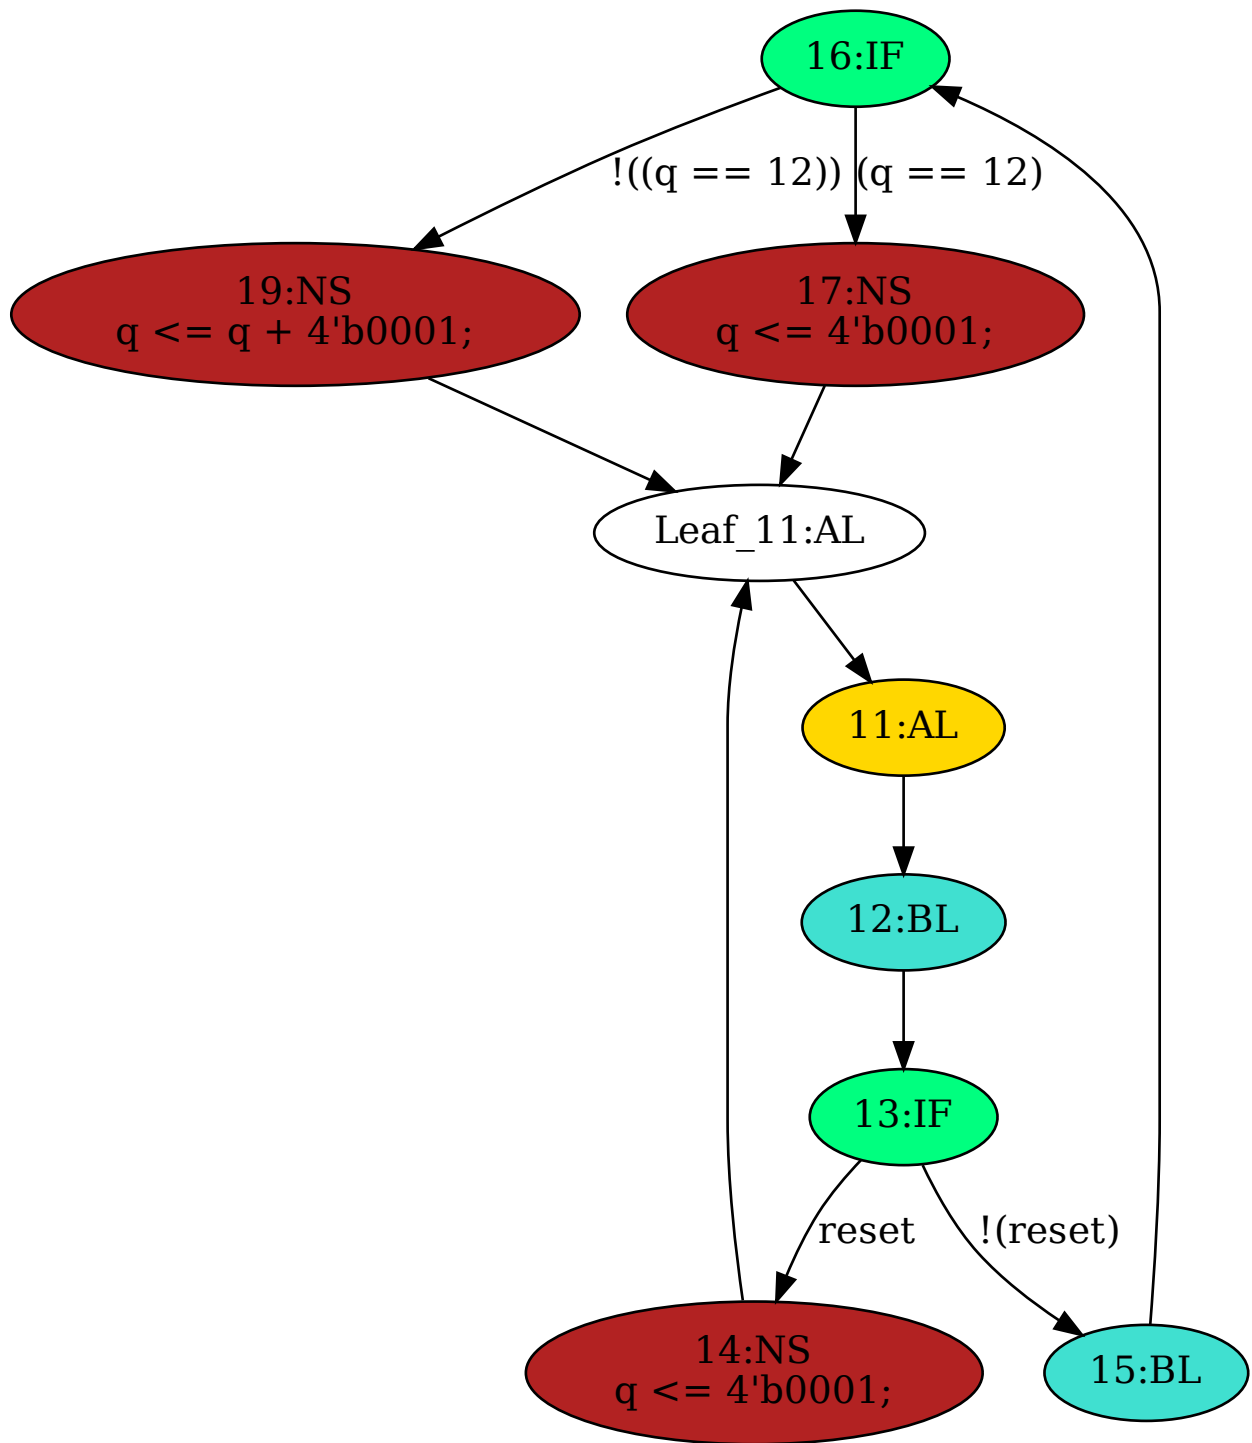 16:IF
!((q == 12))
(q == 12)
19:NS
q <= q + 4'b0001;
17:NS
q <= 4'b0001;
Leaf_11:AL
11:AL
12:BL
13:IF
reset
!(reset)
14:NS
q <= 4'b0001;
15:BL